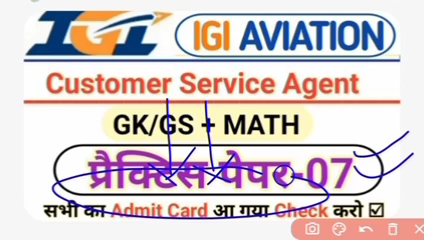 IGI IGI AVIATION
Customer Service Agent
GK/GS + MATH
प्रैक्टिस पेपर-07
सभी का Admit Card आ गया Check करो ☑